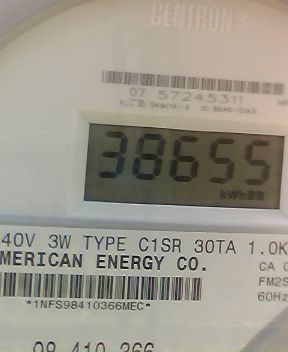 CENTRON®
07 57245311
38655
kWh
40V 3W TYPE C1SR 30TA 1.0K
MERICAN ENERGY CO.
CA
FM2S
60Hz
*1NFS98410366MEC*
98 410 366